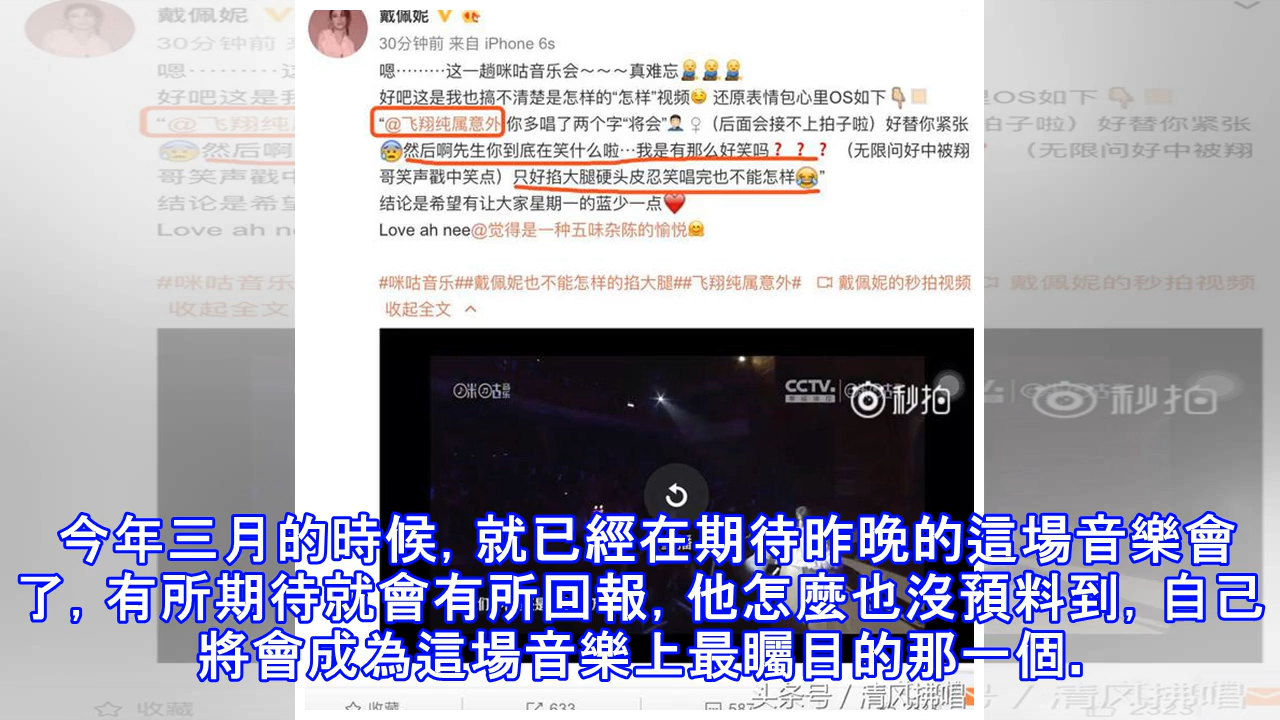 戴佩妮
30分钟前 来自 iPhone 6s
嗯………这一趟咪咕音乐会～～～真难忘
好吧这是我也搞不清楚是怎样的“怎样”视频 还原表情包心里OS如下
“@飞翔纯属意外 你多唱了两个字“将会” ♀（后面会接不上拍子啦）好替你紧张
然后啊先生你到底在笑什么啦…我是有那么好笑吗？？？（无限问好中被翔
哥笑声戳中笑点）只好掐大腿硬头皮忍笑唱完也不能怎样”
结论是希望有让大家星期一的蓝少一点
Love ah nee@觉得是一种五味杂陈的愉悦
#咪咕音乐##戴佩妮也不能怎样的掐大腿##飞翔纯属意外# 戴佩妮的秒拍视频
收起全文
咪咕音乐
CCTV
秒拍
今年三月的時候, 就已經在期待昨晚的這場音樂會
了, 有所期待就會有所回報, 他怎麼也沒預料到, 自己
將會成為這場音樂上最矚目的那一個.
收藏
633
587
头条号 / 清风拂唱